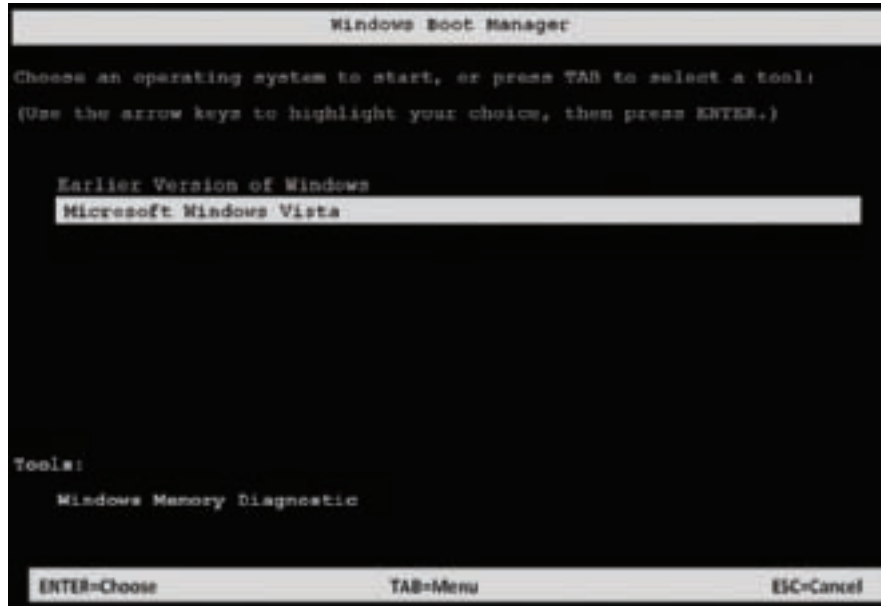 Windows Boot Manager
Choose an operating system to start, or press TAB to select a tool:
(Use the arrow keys to highlight your choice, then press ENTER.)
Earlier Version of Windows
Microsoft Windows Vista
Tools:
Windows Memory Diagnostic
ENTER=Choose TAB=Menu ESC=Cancel